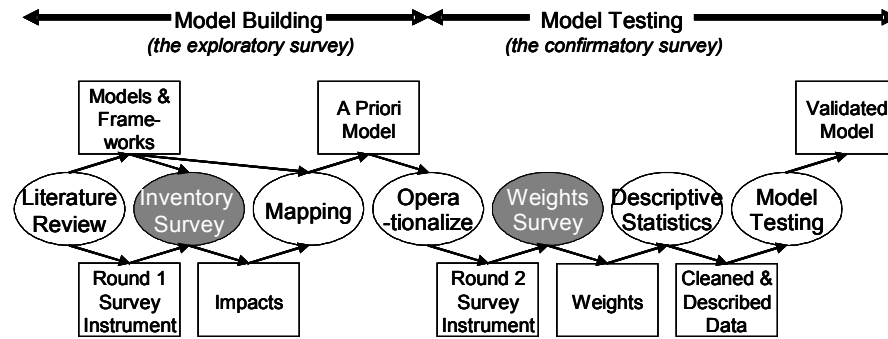 Model Building
(the exploratory survey)
Model Testing
(the confirmatory survey)
Models &
Frame-
works
A Priori
Model
Validated
Model
Literature
Review
Inventory
Survey
Mapping
Opera
-tionalize
Weights
Survey
Descriptive
Statistics
Model
Testing
Round 1
Survey
Instrument
Impacts
Round 2
Survey
Instrument
Weights
Cleaned &
Described
Data